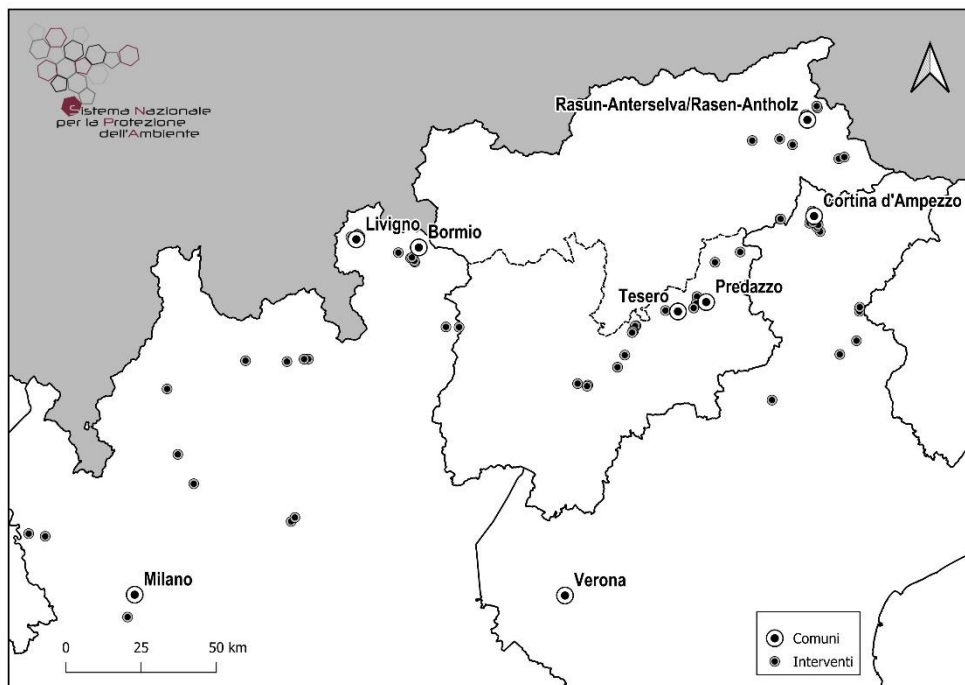 Sistema Nazionale
per la Protezione
dell'Ambiente
Rasun-Anterselva/Rasen-Antholz
Cortina d'Ampezzo
Livigno
Bormio
Predazzo
Tesero
Milano
Verona
0 25 50 km
Comuni
Interventi